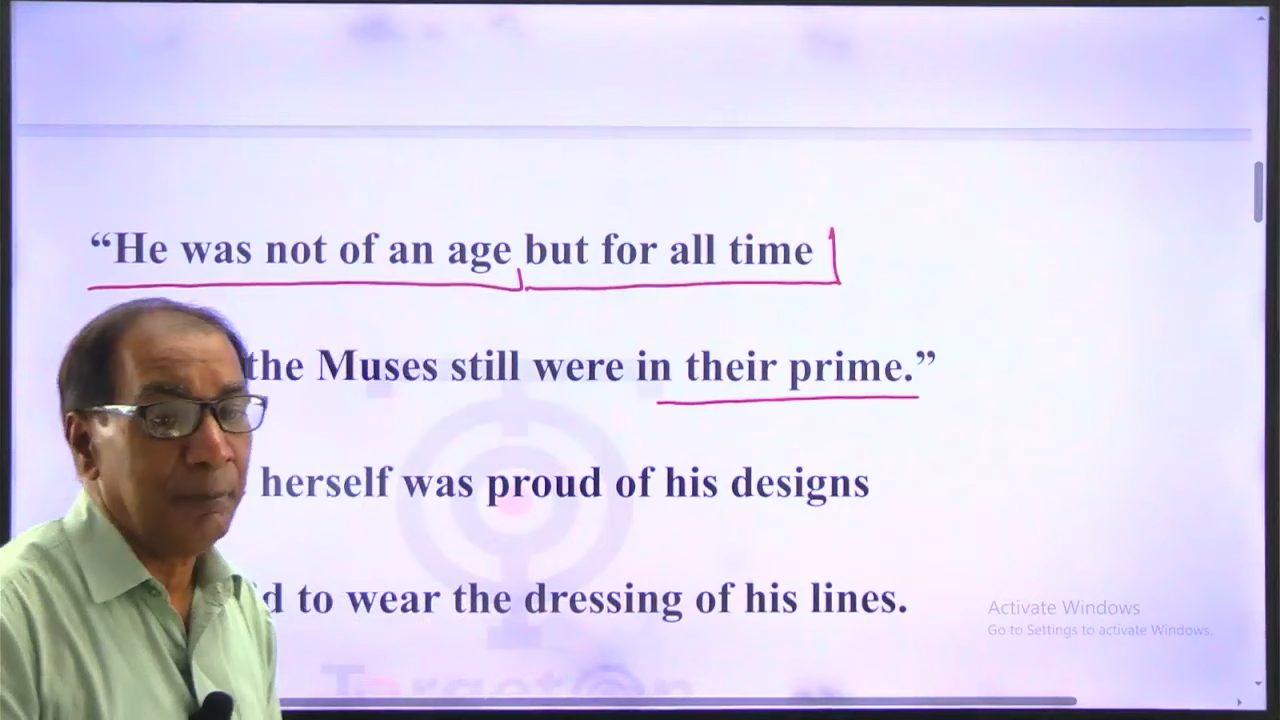 “He was not of an age but for all time
the Muses still were in their prime.”
herself was proud of his designs
to wear the dressing of his lines.
Activate Windows
Go to Settings to activate Windows.